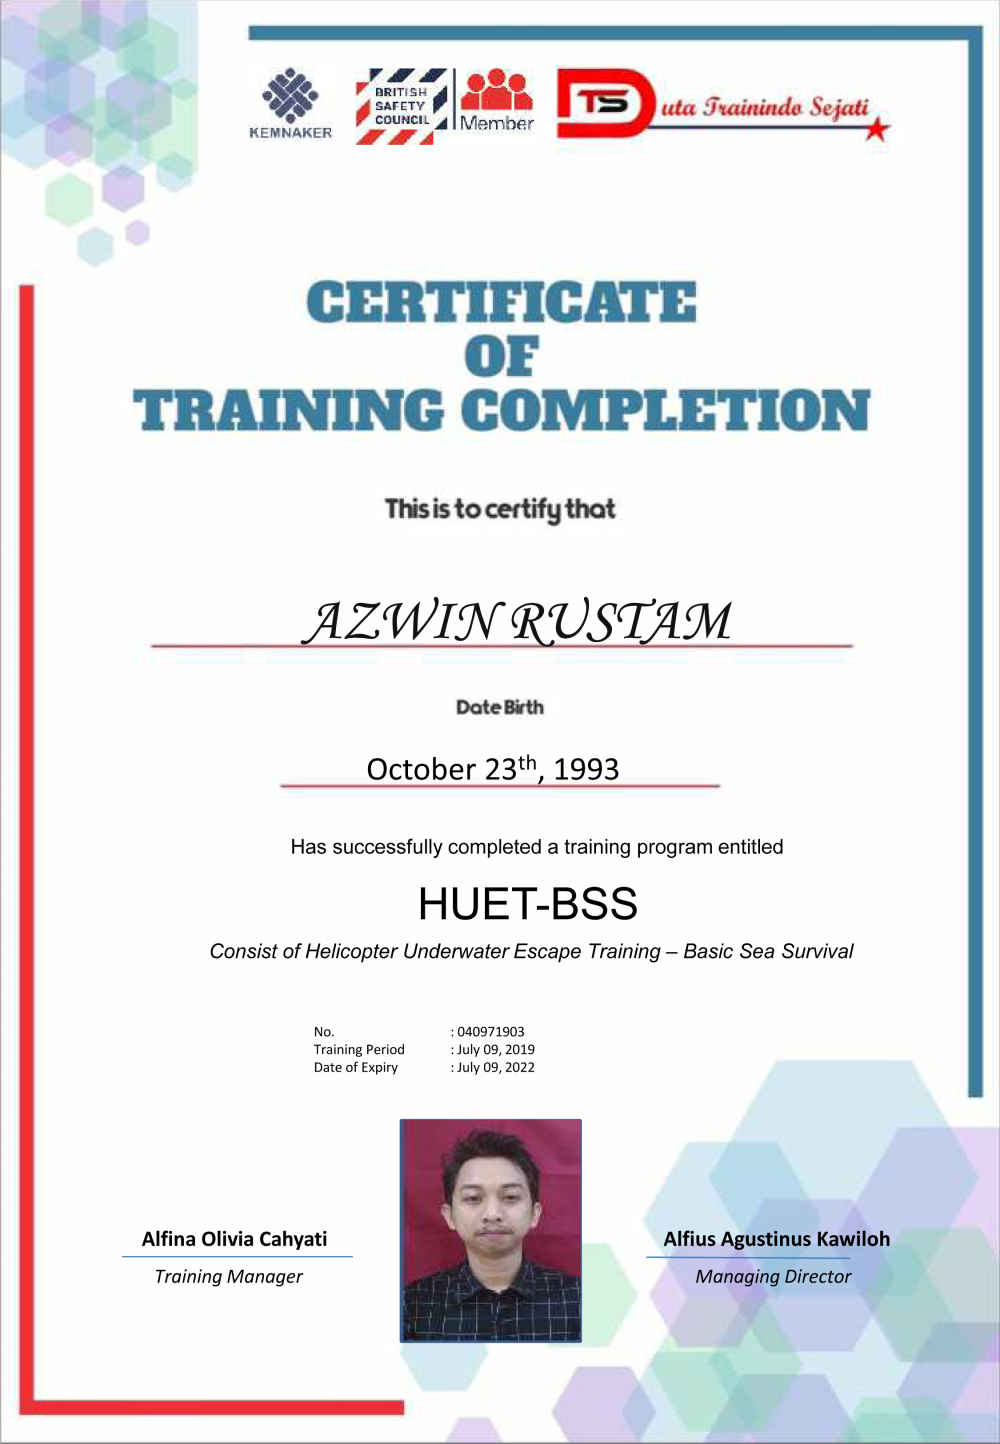 KEMNAKER
BRITISH
SAFETY
COUNCIL
Member
DTS uta Trainindo Sejati
CERTIFICATE
OF
TRAINING COMPLETION
This is to certify that
AZWIN RUSTAM
Date Birth
October 23th, 1993
Has successfully completed a training program entitled
HUET-BSS
Consist of Helicopter Underwater Escape Training – Basic Sea Survival
No. : 040971903
Training Period : July 09, 2019
Date of Expiry : July 09, 2022
Alfina Olivia Cahyati
Training Manager
Alfius Agustinus Kawiloh
Managing Director